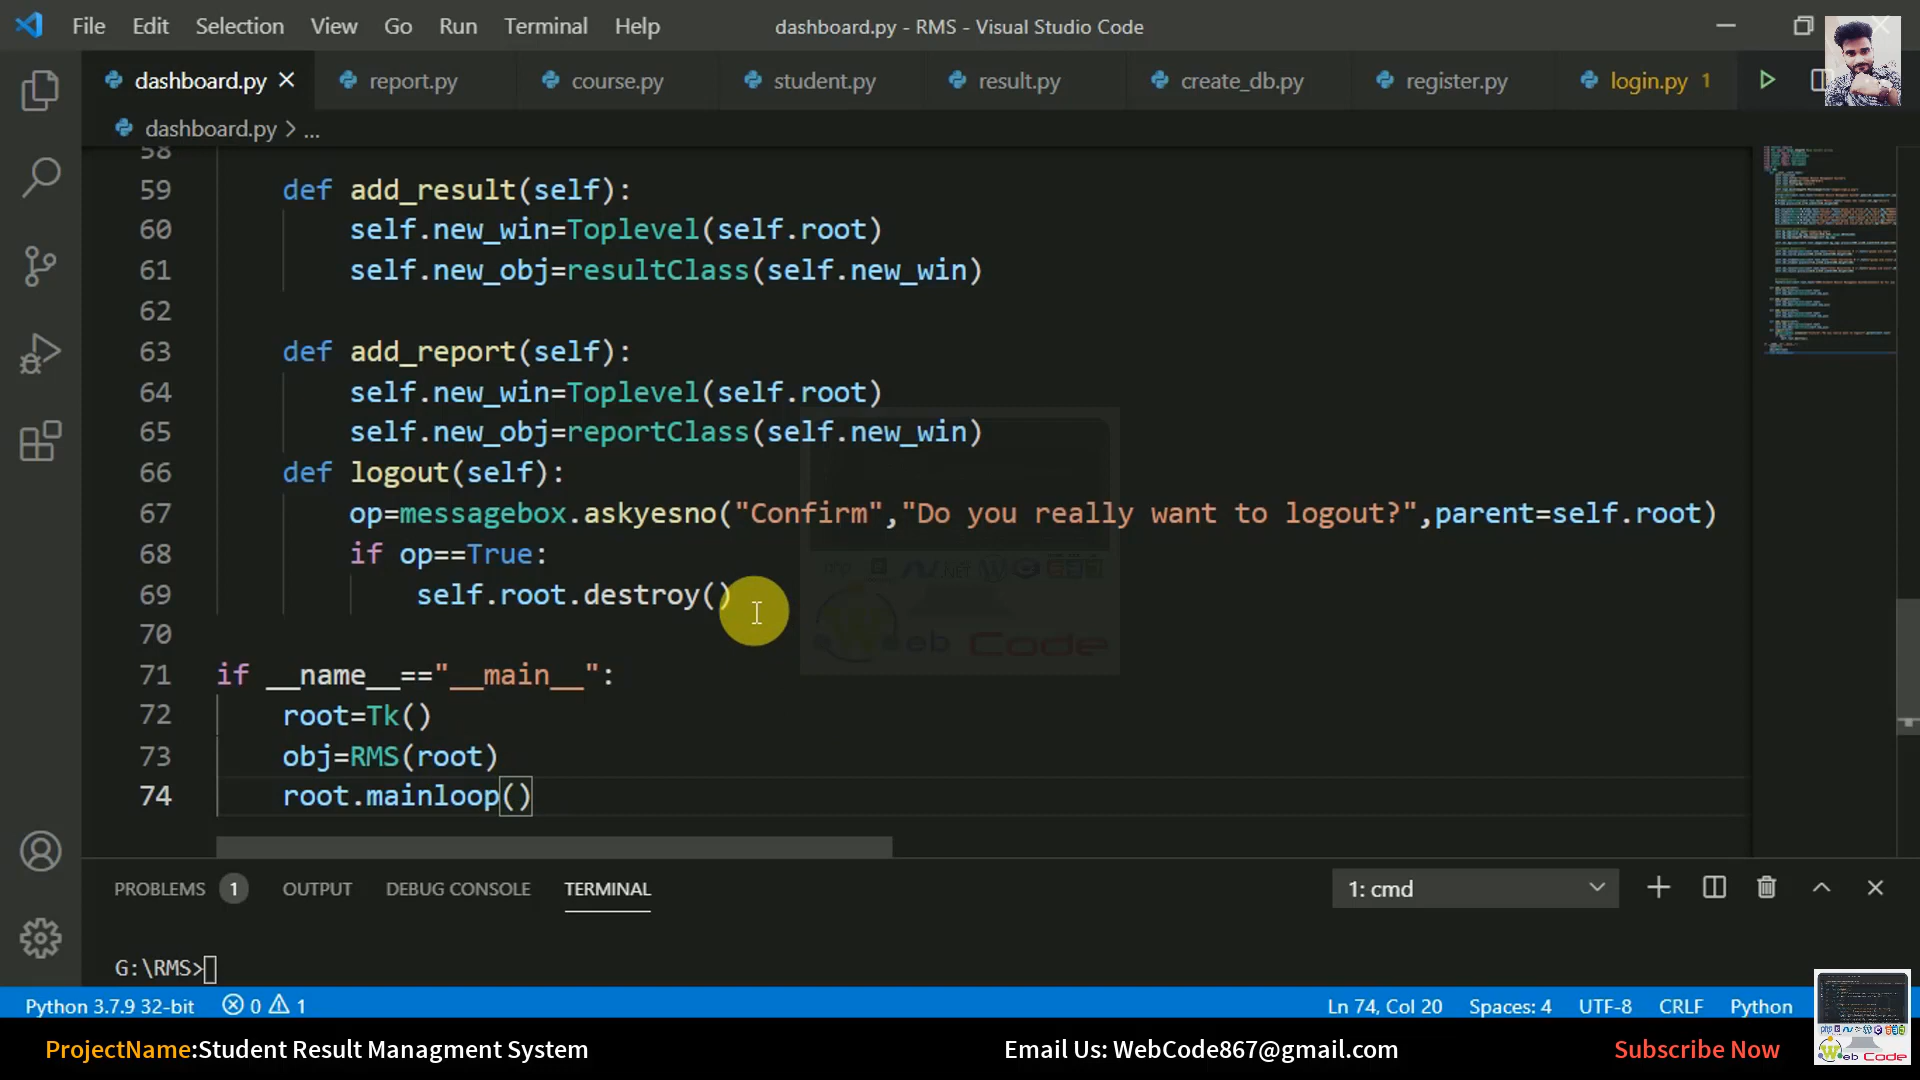 File Edit Selection View Go Run Terminal Help dashboard.py - RMS - Visual Studio Code
dashboard.py report.py course.py student.py result.py create_db.py register.py login.py 1
dashboard.py > ...
58
59 def add_result(self):
60 self.new_win=Toplevel(self.root)
61 self.new_obj=resultClass(self.new_win)
62
63 def add_report(self):
64 self.new_win=Toplevel(self.root)
65 self.new_obj=reportClass(self.new_win)
66 def logout(self):
67 op=messagebox.askyesno("Confirm","Do you really want to logout?",parent=self.root)
68 if op==True:
69 self.root.destroy()
70
71 if __name__=="__main__":
72 root=Tk()
73 obj=RMS(root)
74 root.mainloop()
Web Code
PROBLEMS 1 OUTPUT DEBUG CONSOLE TERMINAL 1: cmd
G:\RMS>
Python 3.7.9 32-bit 0 1 Ln 74, Col 20 Spaces: 4 UTF-8 CRLF Python
ProjectName:Student Result Managment System Email Us: WebCode867@gmail.com Subscribe Now
Web Code